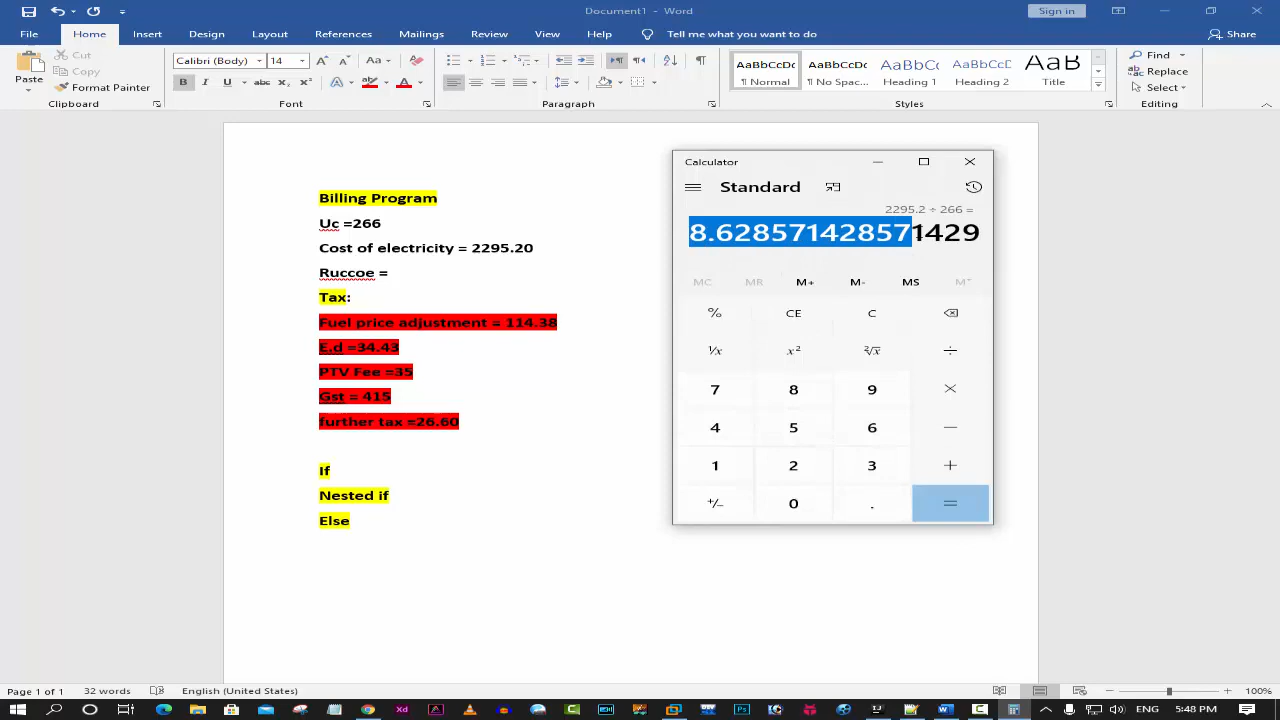 Document1 - Word
Sign in
File Home Insert Design Layout References Mailings Review View Help Tell me what you want to do Share
Paste
Cut
Copy
Format Painter
Clipboard
Calibri (Body) 14
Font
Paragraph
AaBbCcDc AaBbCcDc AaBbC AaBbCcC AaB
¶ Normal ¶ No Spac... Heading 1 Heading 2 Title
Styles
Find
Replace
Select
Editing
Billing Program
Uc =266
Cost of electricity = 2295.20
Ruccoe =
Tax:
Fuel price adjustment = 114.38
E.d =34.43
PTV Fee =35
Gst = 415
further tax =26.60
If
Nested if
Else
Calculator
Standard
2295.2 ÷ 266 =
8.628571428571429
MC MR M+ M- MS M˅
% CE C
¹⁄x x² ²√x ÷
7 8 9 ×
4 5 6 −
1 2 3 +
+/− 0 . =
Page 1 of 1 32 words English (United States) 100%
ENG 5:48 PM